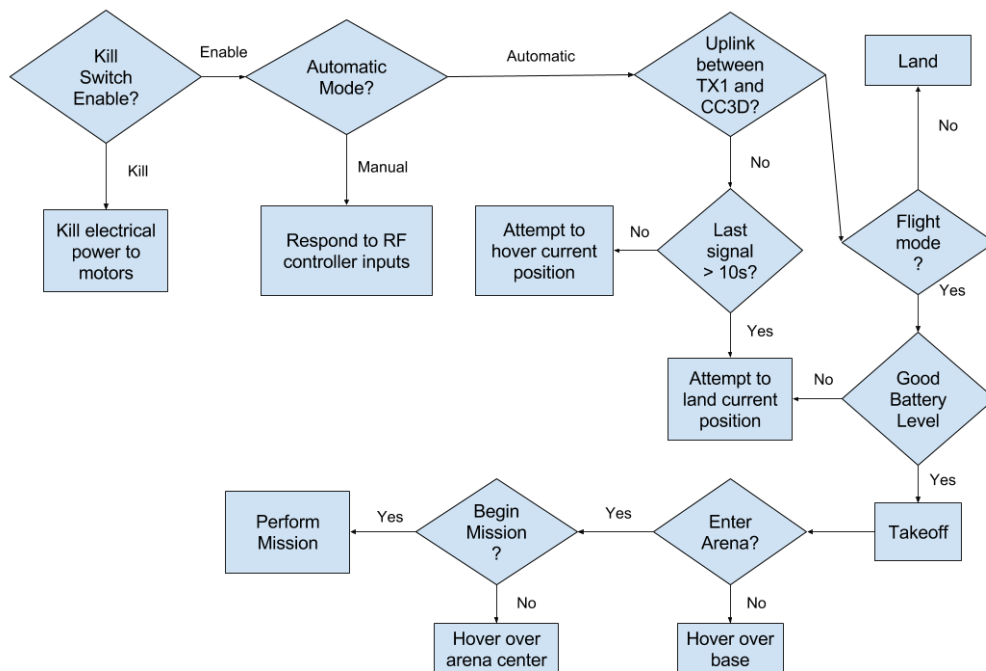 Kill
Switch
Enable?
Enable
Automatic
Mode?
Automatic
Uplink
between
TX1 and
CC3D?
Land
No
Kill
Manual
No
Kill electrical
power to
motors
Respond to RF
controller inputs
Attempt to
hover current
position
No
Last
signal
> 10s?
Flight
mode
?
Yes
Yes
Attempt to
land current
position
No
Good
Battery
Level
Yes
Perform
Mission
Yes
Begin
Mission
?
Yes
Enter
Arena?
Takeoff
No
No
Hover over
arena center
Hover over
base